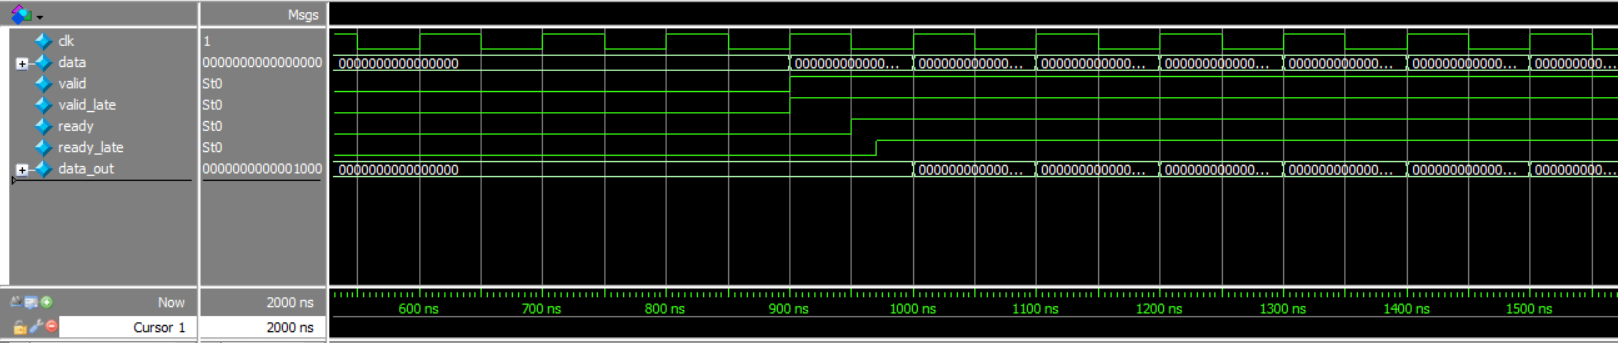 Msgs
clk 1
data 0000000000000000 0000000000000000 0000000000000... 000000000000... 000000000000... 000000000000... 000000000000... 000000000000... 000000000...
valid St0
valid_late St0
ready St0
ready_late St0
data_out 0000000000001000 0000000000000000 000000000000... 000000000000... 000000000000... 000000000000... 000000000000... 000000000...
Now 2000 ns 600 ns 700 ns 800 ns 900 ns 1000 ns 1100 ns 1200 ns 1300 ns 1400 ns 1500 ns
Cursor 1 2000 ns